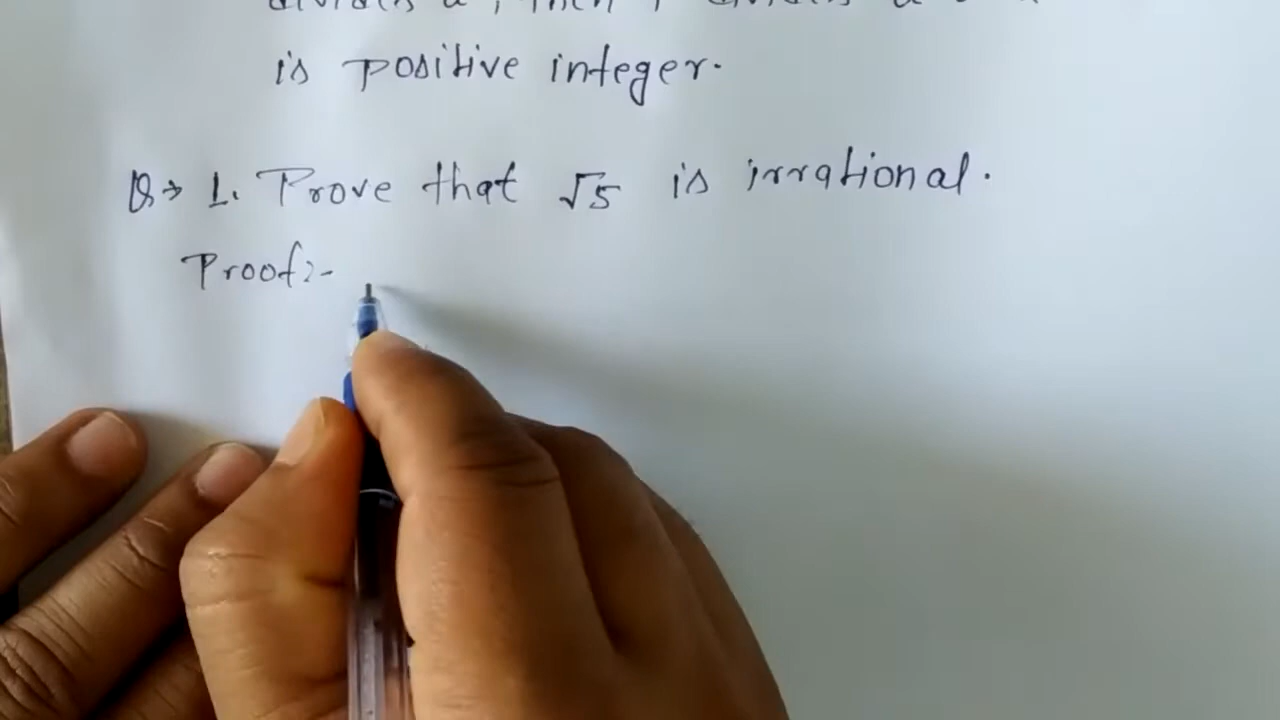 is positive integer.
Q→ 1. Prove that √5 is irrational.
Proof:-